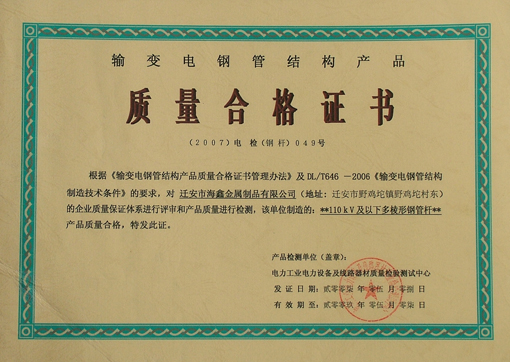 输变电钢管结构产品
质量合格证书
（2007）电 检（钢 杆）049号
根据《输变电钢管结构产品质量合格证书管理办法》及 DL/T646 －2006《输变电钢管结构
制造技术条件》的要求，对 迁安市海鑫金属制品有限公司（地址：迁安市野鸡坨镇野鸡坨村东）
的企业质量保证体系进行评审和产品质量进行检测，该单位制造的：**110kV及以下多棱形钢管杆**
产品质量合格，特发此证。
产品检测单位（盖章）：
电力工业电力设备及线路器材质量检验测试中心
发 证 日 期：贰零零柒 年 零伍 月 零捌 日
有 效 期 至：贰零零玖 年 零伍 月 零柒 日